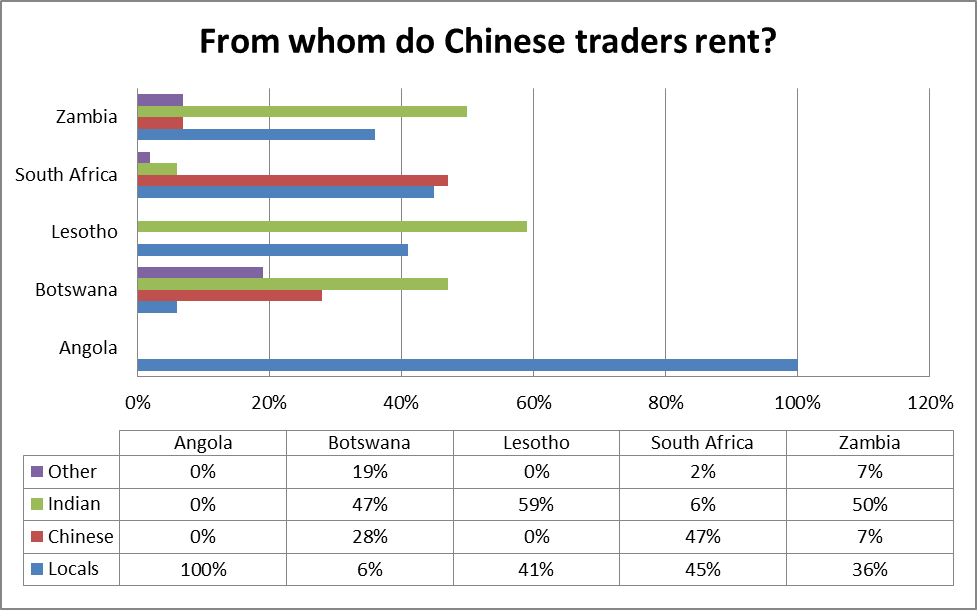 From whom do Chinese traders rent?
Zambia
South Africa
Lesotho
Botswana
Angola
0% 20% 40% 60% 80% 100% 120%
Angola Botswana Lesotho South Africa Zambia
Other 0% 19% 0% 2% 7%
Indian 0% 47% 59% 6% 50%
Chinese 0% 28% 0% 47% 7%
Locals 100% 6% 41% 45% 36%